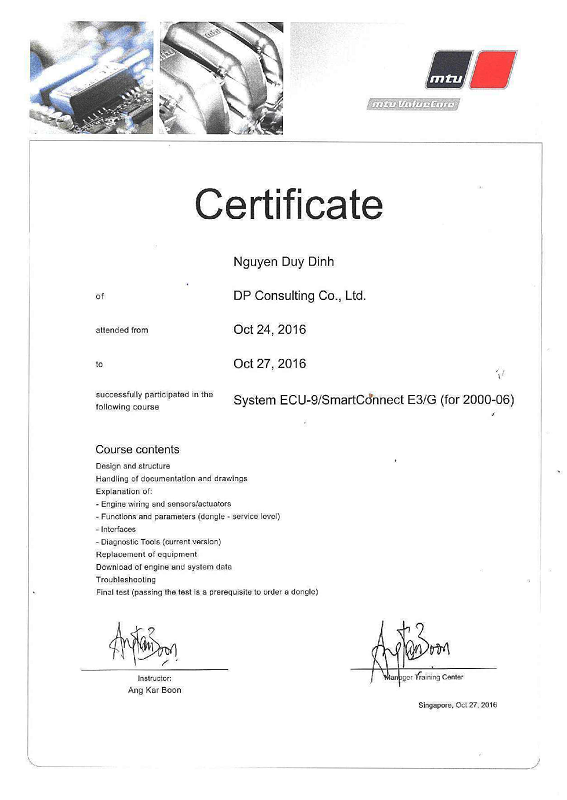 mtu
mtu ValueCare
Certificate
Nguyen Duy Dinh
of DP Consulting Co., Ltd.
attended from Oct 24, 2016
to Oct 27, 2016
successfully participated in the
following course
System ECU-9/SmartConnect E3/G (for 2000-06)
Course contents
Design and structure
Handling of documentation and drawings
Explanation of:
- Engine wiring and sensors/actuators
- Functions and parameters (dongle - service level)
- Interfaces
- Diagnostic Tools (current version)
Replacement of equipment
Download of engine and system data
Troubleshooting
Final test (passing the test is a prerequisite to order a dongle)
Instructor:
Ang Kar Boon
Manager Training Center
Singapore, Oct 27, 2016